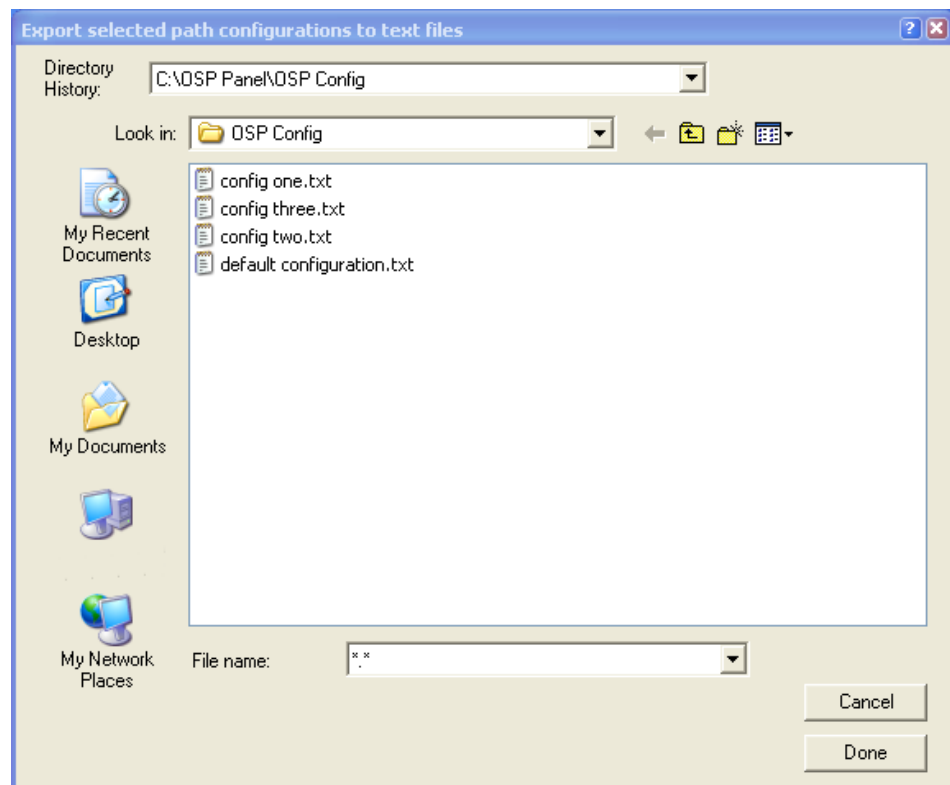 Export selected path configurations to text files
Directory
History:
C:\OSP Panel\OSP Config
Look in:
OSP Config
config one.txt
config three.txt
config two.txt
default configuration.txt
My Recent
Documents
Desktop
My Documents
My Network
Places
File name:
*.*
Cancel
Done